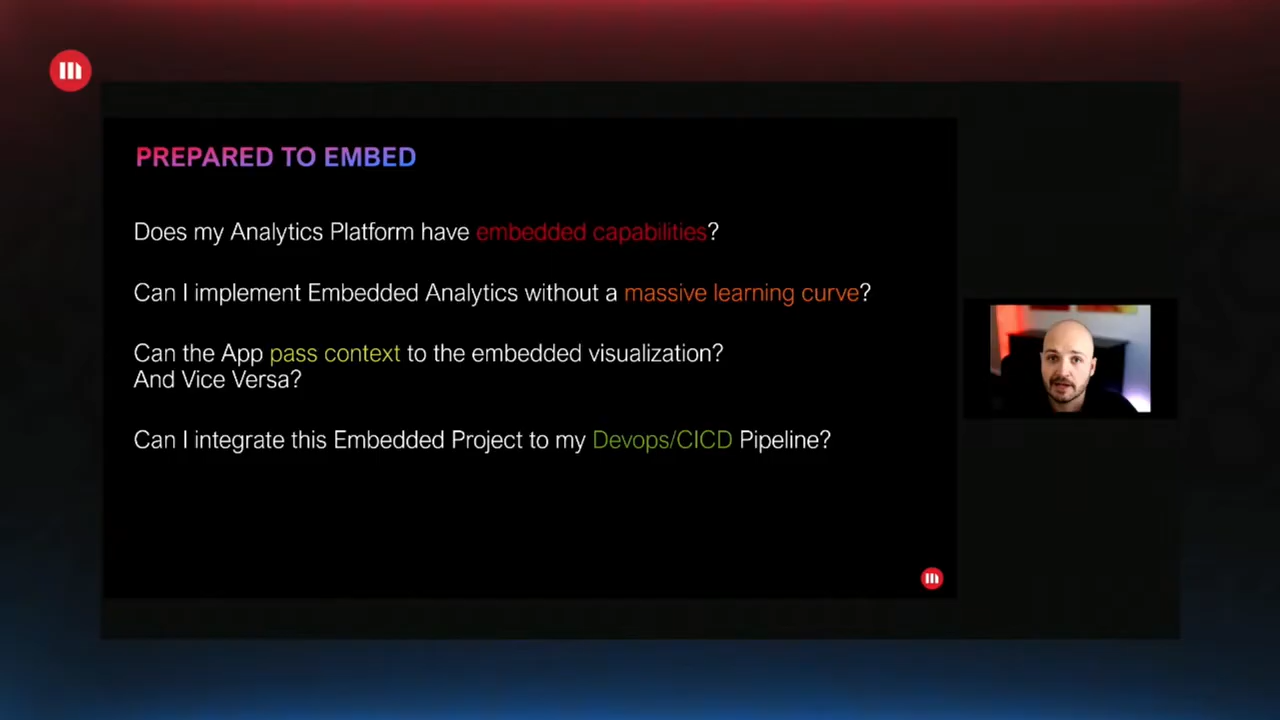 PREPARED TO EMBED
Does my Analytics Platform have embedded capabilities?
Can I implement Embedded Analytics without a massive learning curve?
Can the App pass context to the embedded visualization?
And Vice Versa?
Can I integrate this Embedded Project to my Devops/CICD Pipeline?